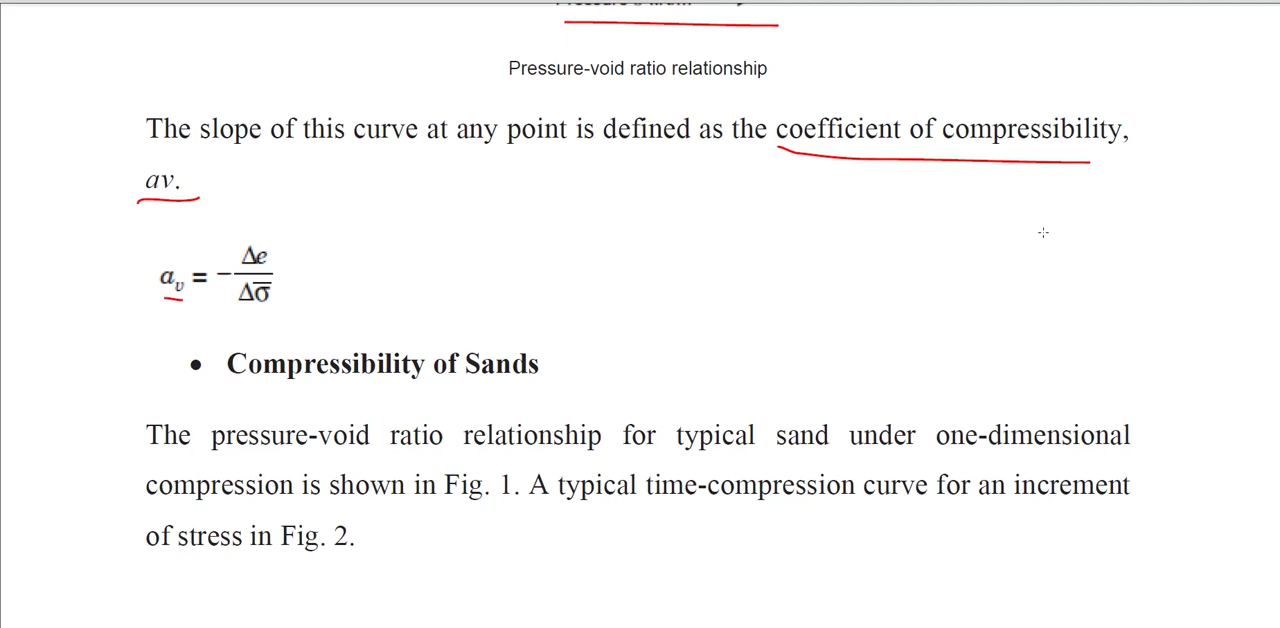 Pressure-void ratio relationship
The slope of this curve at any point is defined as the coefficient of compressibility,
av.
a_v = -Δe/Δσ̅
• Compressibility of Sands
The pressure-void ratio relationship for typical sand under one-dimensional
compression is shown in Fig. 1. A typical time-compression curve for an increment
of stress in Fig. 2.